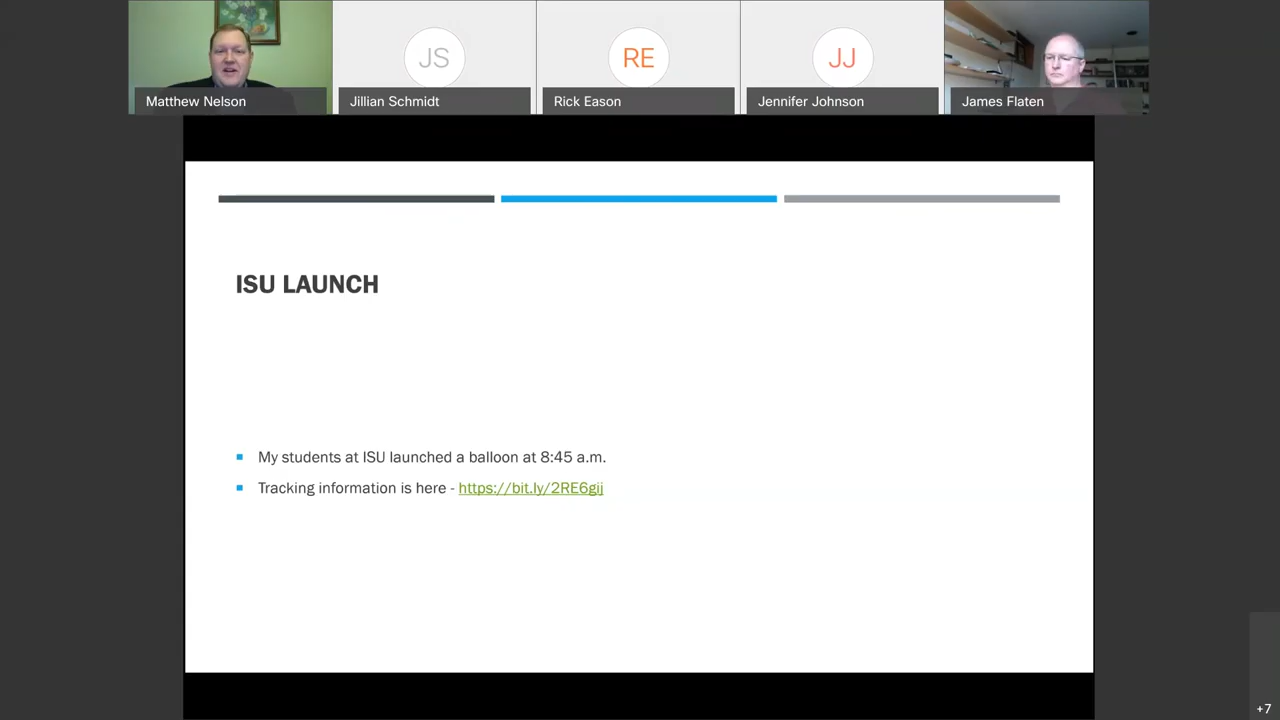 JS
RE
JJ
Matthew Nelson
Jillian Schmidt
Rick Eason
Jennifer Johnson
James Flaten
ISU LAUNCH
My students at ISU launched a balloon at 8:45 a.m.
Tracking information is here - https://bit.ly/2RE6gij
+7